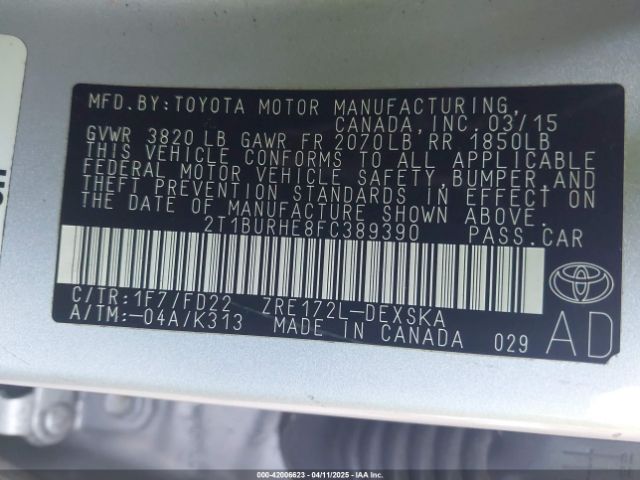 MFD. BY: TOYOTA MOTOR MANUFACTURING,
CANADA, INC. 03/15
GVWR 3820 LB GAWR FR 2070LB RR 1850LB
THIS VEHICLE CONFORMS TO ALL APPLICABLE
FEDERAL MOTOR VEHICLE SAFETY, BUMPER, AND
THEFT PREVENTION STANDARDS IN EFFECT ON
THE DATE OF MANUFACTURE SHOWN ABOVE.
2T1BURHE8FC389390 PASS. CAR
C/TR: 1F7/FD22 ZRE172L-DEXSKA
A/TM: -04A/K313 MADE IN CANADA 029
TOYOTA
AD
000-42006623 - 04/11/2025 - IAAI.COM